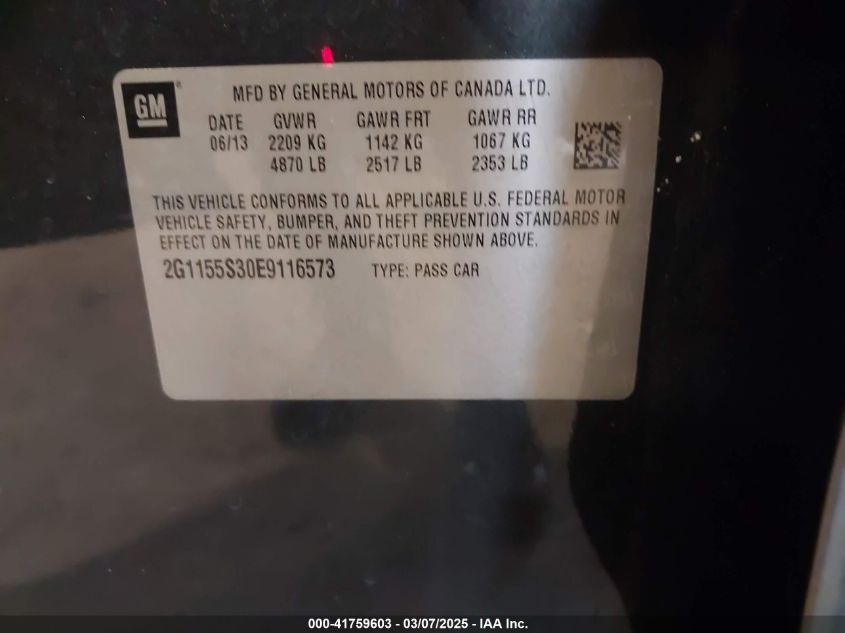 GM
MFD BY GENERAL MOTORS OF CANADA LTD.
DATE GVWR GAWR FRT GAWR RR
06/13 2209 KG 1142 KG 1067 KG
4870 LB 2517 LB 2353 LB
THIS VEHICLE CONFORMS TO ALL APPLICABLE U.S. FEDERAL MOTOR
VEHICLE SAFETY, BUMPER, AND THEFT PREVENTION STANDARDS IN
EFFECT ON THE DATE OF MANUFACTURE SHOWN ABOVE.
2G1155S30E9116573 TYPE: PASS CAR
000-41759603 - 03/07/2025 - IAA Inc.